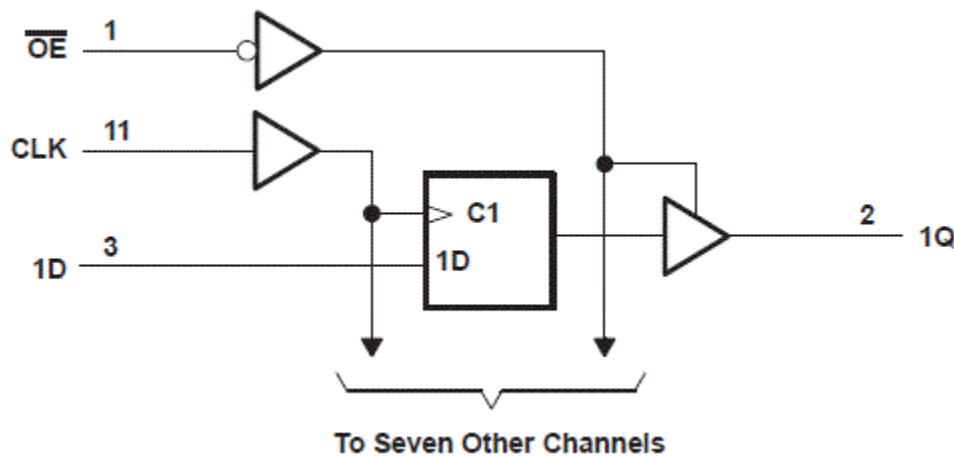 OE 1
CLK 11
C1
2
1Q
1D 3
1D
To Seven Other Channels